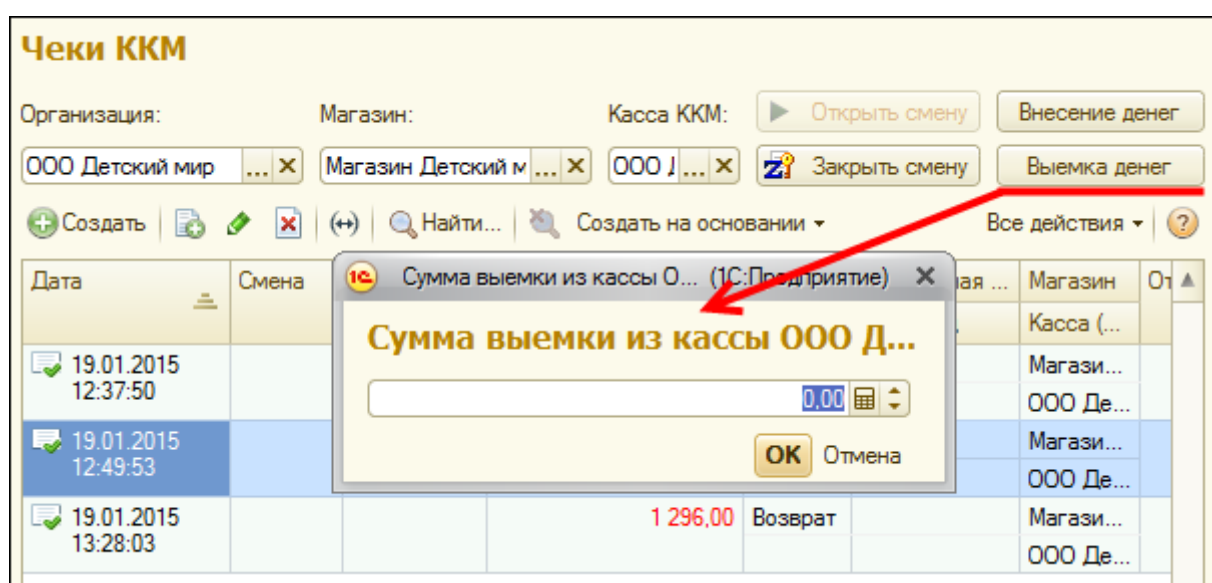 Чеки ККМ
Организация: Магазин: Касса ККМ: Открыть смену Внесение денег
ООО Детский мир ... Магазин Детский м ... ООО Д ... Закрыть смену Выемка денег
Создать Найти... Создать на основании Все действия ?
Дата Смена ная ... Магазин От
Касса (...
1С Сумма выемки из кассы О... (1С:Предприятие)
Сумма выемки из кассы ООО Д...
0,00
OK Отмена
19.01.2015 Магази...
12:37:50 ООО Де...
19.01.2015 Магази...
12:49:53 ООО Де...
19.01.2015 1 296,00 Возврат Магази...
13:28:03 ООО Де...